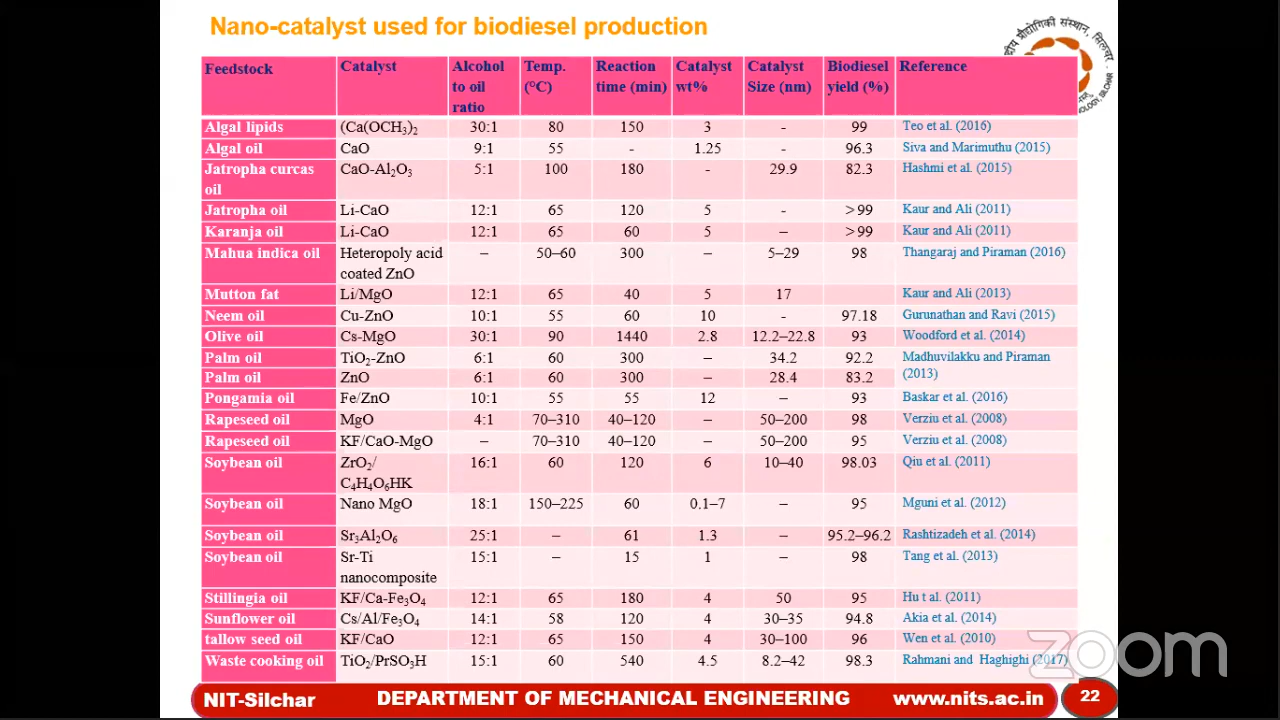 Nano-catalyst used for biodiesel production
Feedstock Catalyst Alcohol to oil ratio Temp. (°C) Reaction time (min) Catalyst wt% Catalyst Size (nm) Biodiesel yield (%) Reference
Algal lipids (Ca(OCH₃)₂ 30:1 80 150 3 - 99 Teo et al. (2016)
Algal oil CaO 9:1 55 - 1.25 - 96.3 Siva and Marimuthu (2015)
Jatropha curcas oil CaO-Al₂O₃ 5:1 100 180 - 29.9 82.3 Hashmi et al. (2015)
Jatropha oil Li-CaO 12:1 65 120 5 - >99 Kaur and Ali (2011)
Karanja oil Li-CaO 12:1 65 60 5 – >99 Kaur and Ali (2011)
Mahua indica oil Heteropoly acid coated ZnO – 50–60 300 – 5–29 98 Thangaraj and Piraman (2016)
Mutton fat Li/MgO 12:1 65 40 5 17 Kaur and Ali (2013)
Neem oil Cu-ZnO 10:1 55 60 10 - 97.18 Gurunathan and Ravi (2015)
Olive oil Cs-MgO 30:1 90 1440 2.8 12.2–22.8 93 Woodford et al. (2014)
Palm oil TiO₂-ZnO 6:1 60 300 – 34.2 92.2 Madhuvilakku and Piraman (2013)
Palm oil ZnO 6:1 60 300 – 28.4 83.2
Pongamia oil Fe/ZnO 10:1 55 55 12 – 93 Baskar et al. (2016)
Rapeseed oil MgO 4:1 70–310 40–120 – 50–200 98 Verziu et al. (2008)
Rapeseed oil KF/CaO-MgO – 70–310 40–120 – 50–200 95 Verziu et al. (2008)
Soybean oil ZrO₂/ C₄H₄O₆HK 16:1 60 120 6 10–40 98.03 Qiu et al. (2011)
Soybean oil Nano MgO 18:1 150–225 60 0.1–7 – 95 Mguni et al. (2012)
Soybean oil Sr₃Al₂O₆ 25:1 – 61 1.3 – 95.2–96.2 Rashtizadeh et al. (2014)
Soybean oil Sr-Ti nanocomposite 15:1 – 15 1 – 98 Tang et al. (2013)
Stillingia oil KF/Ca-Fe₃O₄ 12:1 65 180 4 50 95 Hu t al. (2011)
Sunflower oil Cs/Al/Fe₃O₄ 14:1 58 120 4 30–35 94.8 Akia et al. (2014)
tallow seed oil KF/CaO 12:1 65 150 4 30–100 96 Wen et al. (2010)
Waste cooking oil TiO₂/PrSO₃H 15:1 60 540 4.5 8.2–42 98.3 Rahmani and Haghighi (2017)
zoom
NIT-Silchar DEPARTMENT OF MECHANICAL ENGINEERING www.nits.ac.in 22